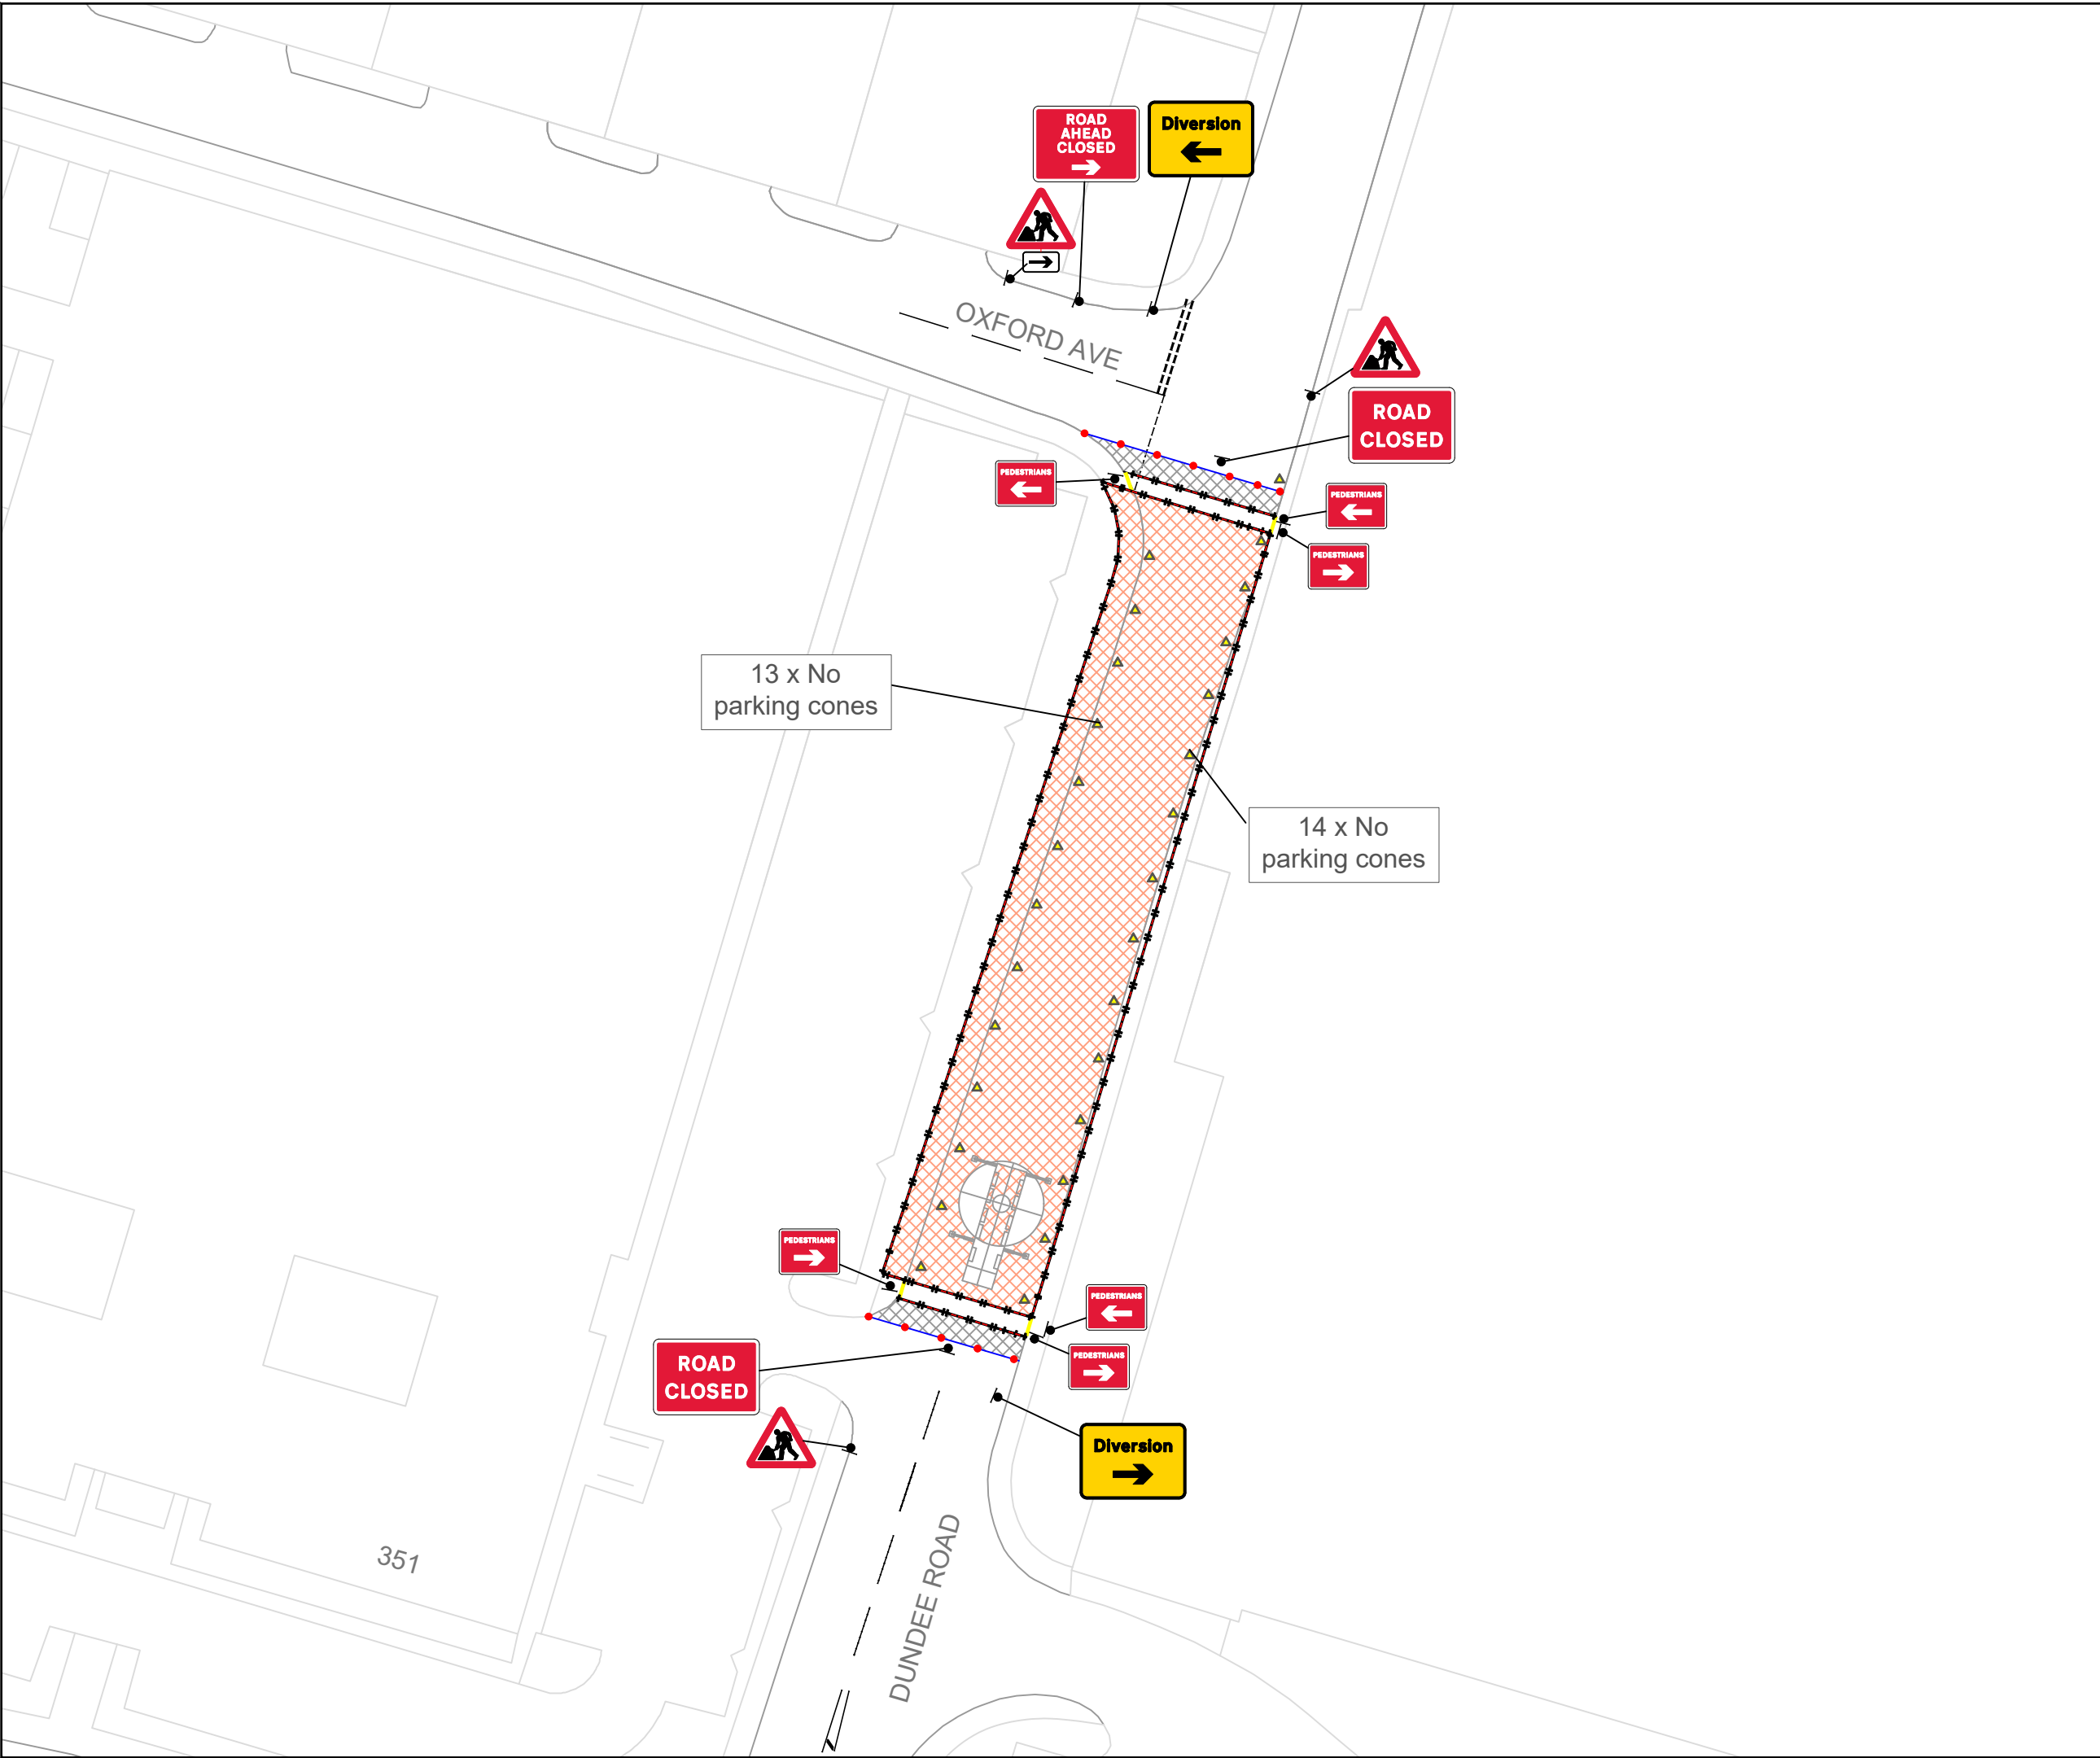 ROAD
AHEAD
CLOSED
Diversion
OXFORD AVE
ROAD
CLOSED
PEDESTRIANS
PEDESTRIANS
PEDESTRIANS
13 x No
parking cones
14 x No
parking cones
PEDESTRIANS
PEDESTRIANS
PEDESTRIANS
ROAD
CLOSED
Diversion
DUNDEE ROAD
351